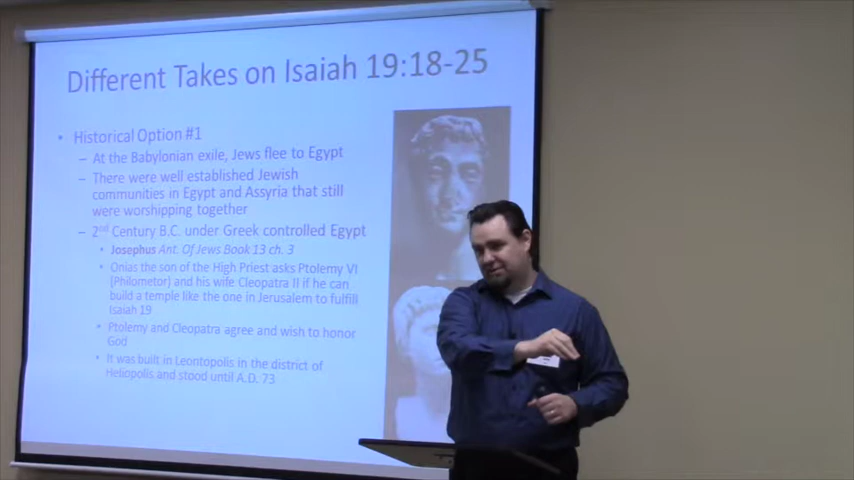 Different Takes on Isaiah 19:18-25
• Historical Option #1
– At the Babylonian exile, Jews flee to Egypt
– There were well established Jewish
communities in Egypt and Assyria that still
were worshipping together
– 2nd Century B.C. under Greek controlled Egypt
• Josephus Ant. Of Jews Book 13 ch. 3
• Onias the son of the High Priest asks Ptolemy VI
(Philometor) and his wife Cleopatra II if he can
build a temple like the one in Jerusalem to fulfill
Isaiah 19
• Ptolemy and Cleopatra agree and wish to honor
God
• It was built in Leontopolis in the district of
Heliopolis and stood until A.D. 73